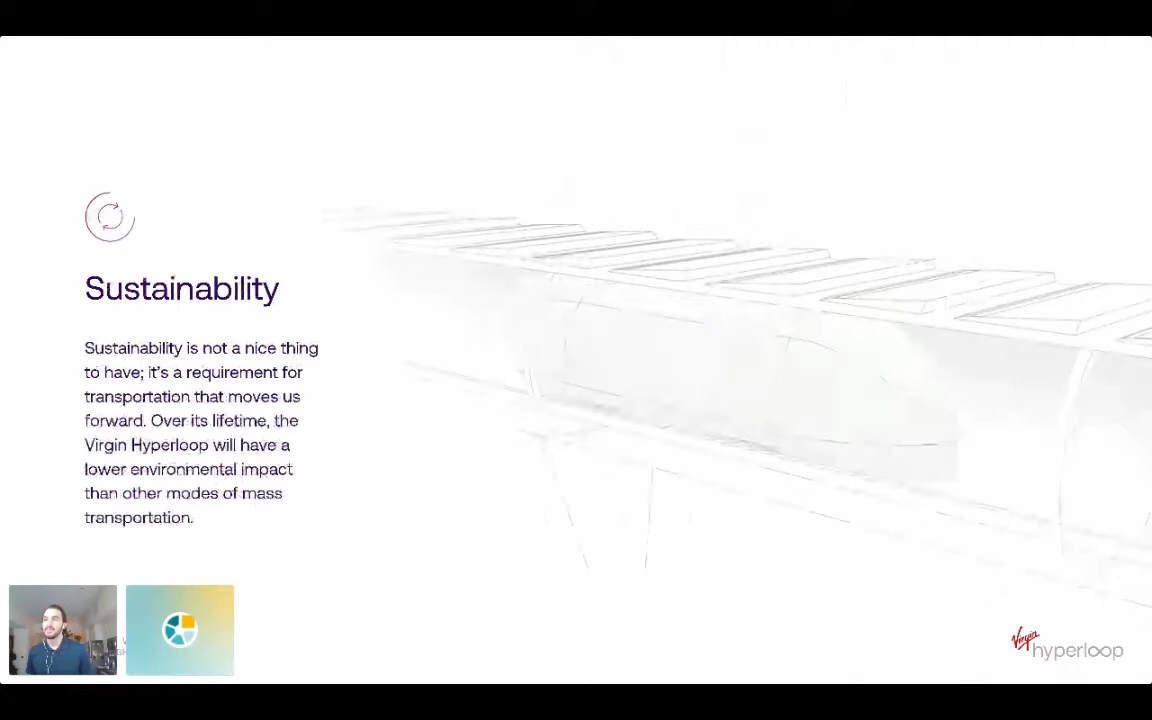 Sustainability
Sustainability is not a nice thing
to have; it's a requirement for
transportation that moves us
forward. Over its lifetime, the
Virgin Hyperloop will have a
lower environmental impact
than other modes of mass
transportation.
Virgin
hyperloop